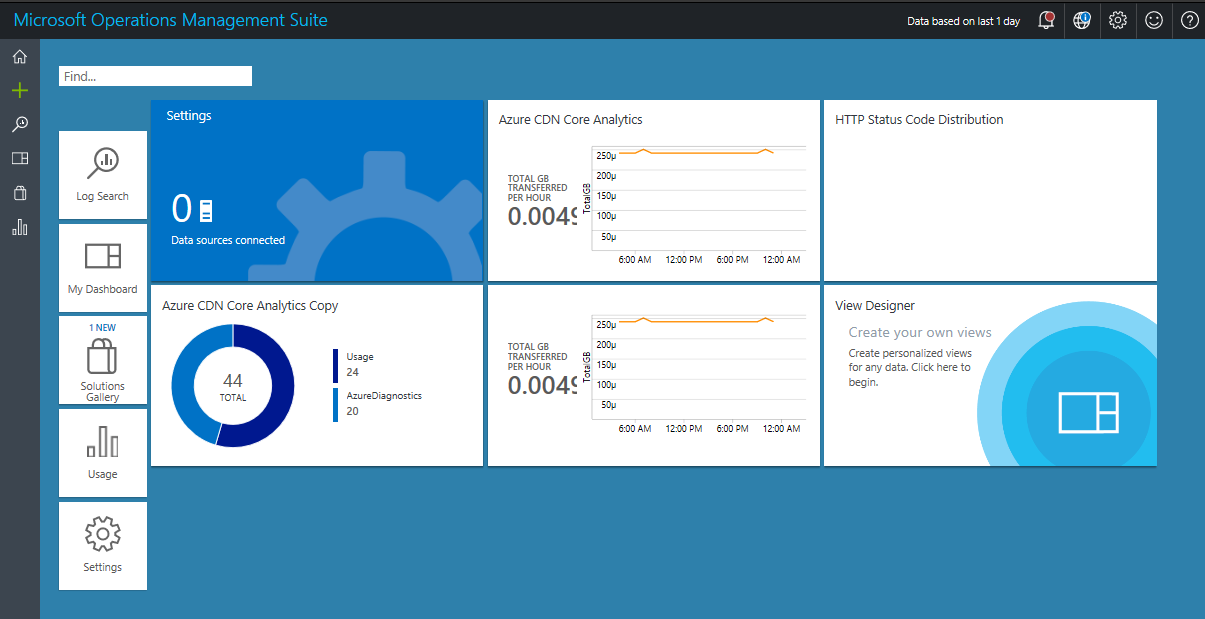 Microsoft Operations Management Suite
Data based on last 1 day
Find...
Log Search
My Dashboard
1 NEW
Solutions
Gallery
Usage
Settings
Settings
0
Data sources connected
Azure CDN Core Analytics
TOTAL GB
TRANSFERRED
PER HOUR
0.0049
TotalGB
250µ
200µ
150µ
100µ
50µ
6:00 AM 12:00 PM 6:00 PM 12:00 AM
HTTP Status Code Distribution
Azure CDN Core Analytics Copy
44
TOTAL
Usage
24
AzureDiagnostics
20
TOTAL GB
TRANSFERRED
PER HOUR
0.0049
TotalGB
250µ
200µ
150µ
100µ
50µ
6:00 AM 12:00 PM 6:00 PM 12:00 AM
View Designer
Create your own views
Create personalized views
for any data. Click here to
begin.